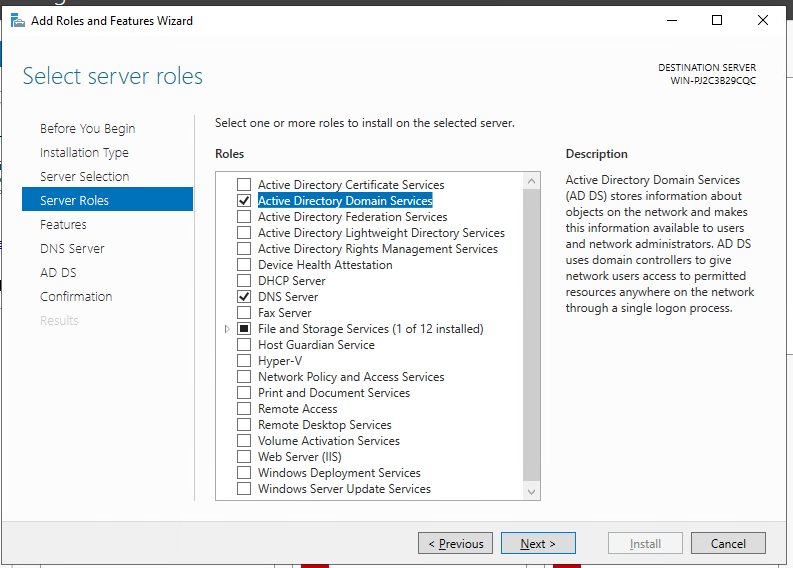 Add Roles and Features Wizard
Select server roles
DESTINATION SERVER
WIN-PJ2C3B29CQC
Before You Begin
Installation Type
Server Selection
Server Roles
Features
DNS Server
AD DS
Confirmation
Results
Select one or more roles to install on the selected server.
Roles
Active Directory Certificate Services
Active Directory Domain Services
Active Directory Federation Services
Active Directory Lightweight Directory Services
Active Directory Rights Management Services
Device Health Attestation
DHCP Server
DNS Server
Fax Server
File and Storage Services (1 of 12 installed)
Host Guardian Service
Hyper-V
Network Policy and Access Services
Print and Document Services
Remote Access
Remote Desktop Services
Volume Activation Services
Web Server (IIS)
Windows Deployment Services
Windows Server Update Services
Description
Active Directory Domain Services
(AD DS) stores information about
objects on the network and makes
this information available to users
and network administrators. AD DS
uses domain controllers to give
network users access to permitted
resources anywhere on the network
through a single logon process.
< Previous
Next >
Install
Cancel